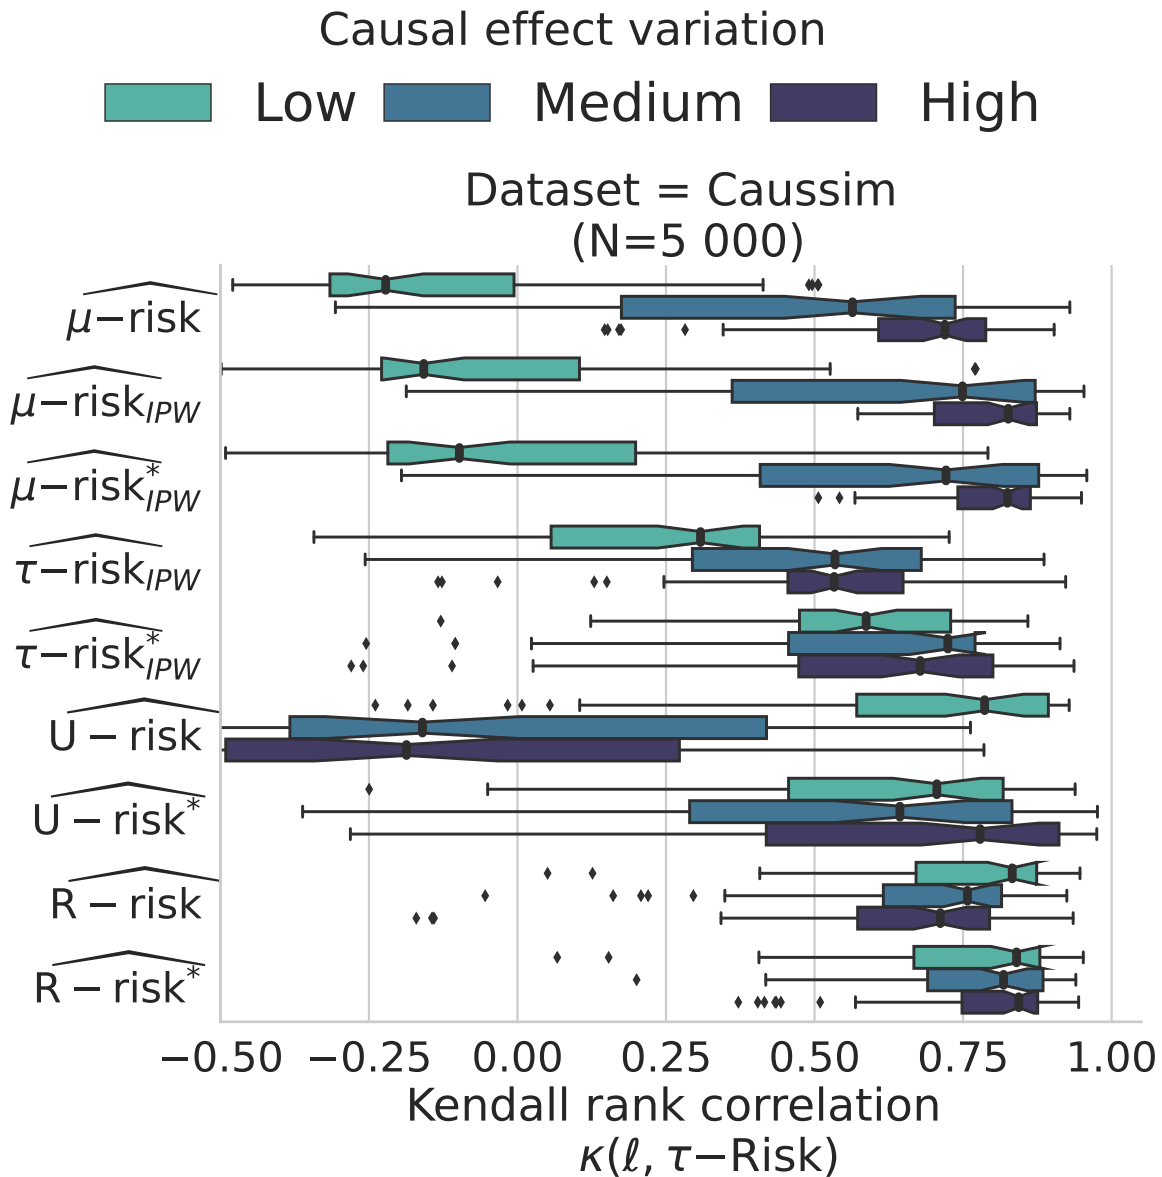 Causal effect variation
Low Medium High
Dataset = Caussim
(N=5 000)
μ−risk
μ−risk_IPW
μ−risk*_IPW
τ−risk_IPW
τ−risk*_IPW
U − risk
U − risk*
R − risk
R − risk*
−0.50 −0.25 0.00 0.25 0.50 0.75 1.00
Kendall rank correlation
κ(ℓ, τ−Risk)